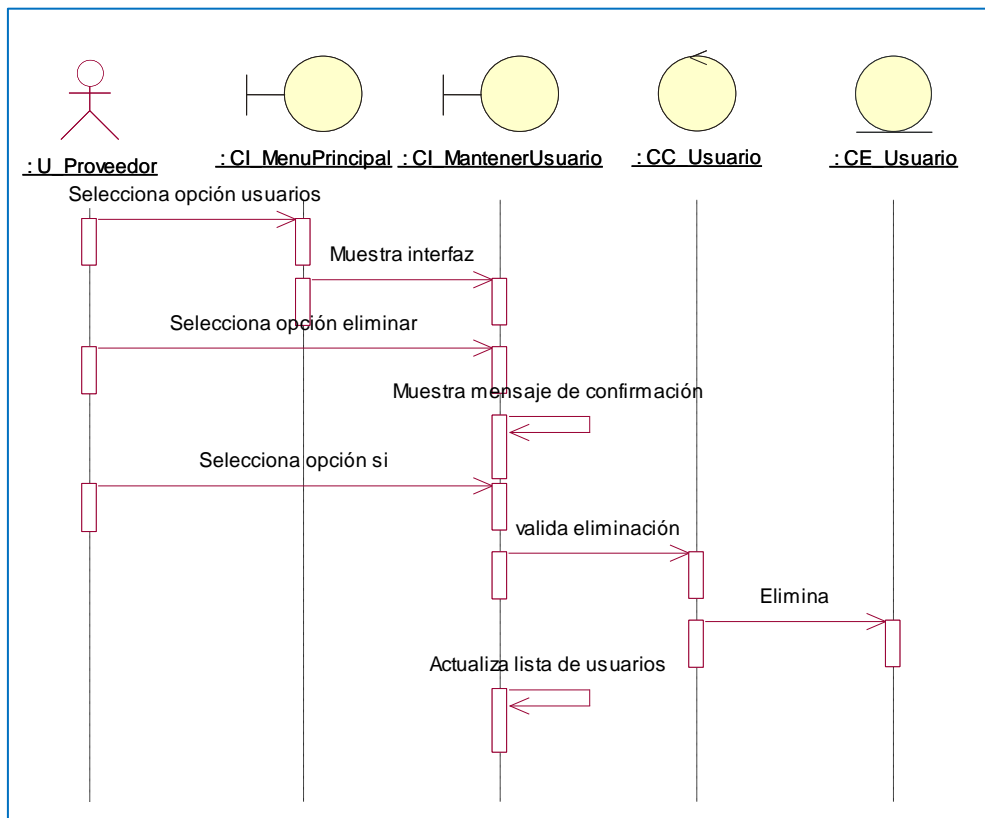 : U_Proveedor
: CI_MenuPrincipal
: CI_MantenerUsuario
: CC_Usuario
: CE_Usuario
Selecciona opción usuarios
Muestra interfaz
Selecciona opción eliminar
Muestra mensaje de confirmación
Selecciona opción si
valida eliminación
Elimina
Actualiza lista de usuarios